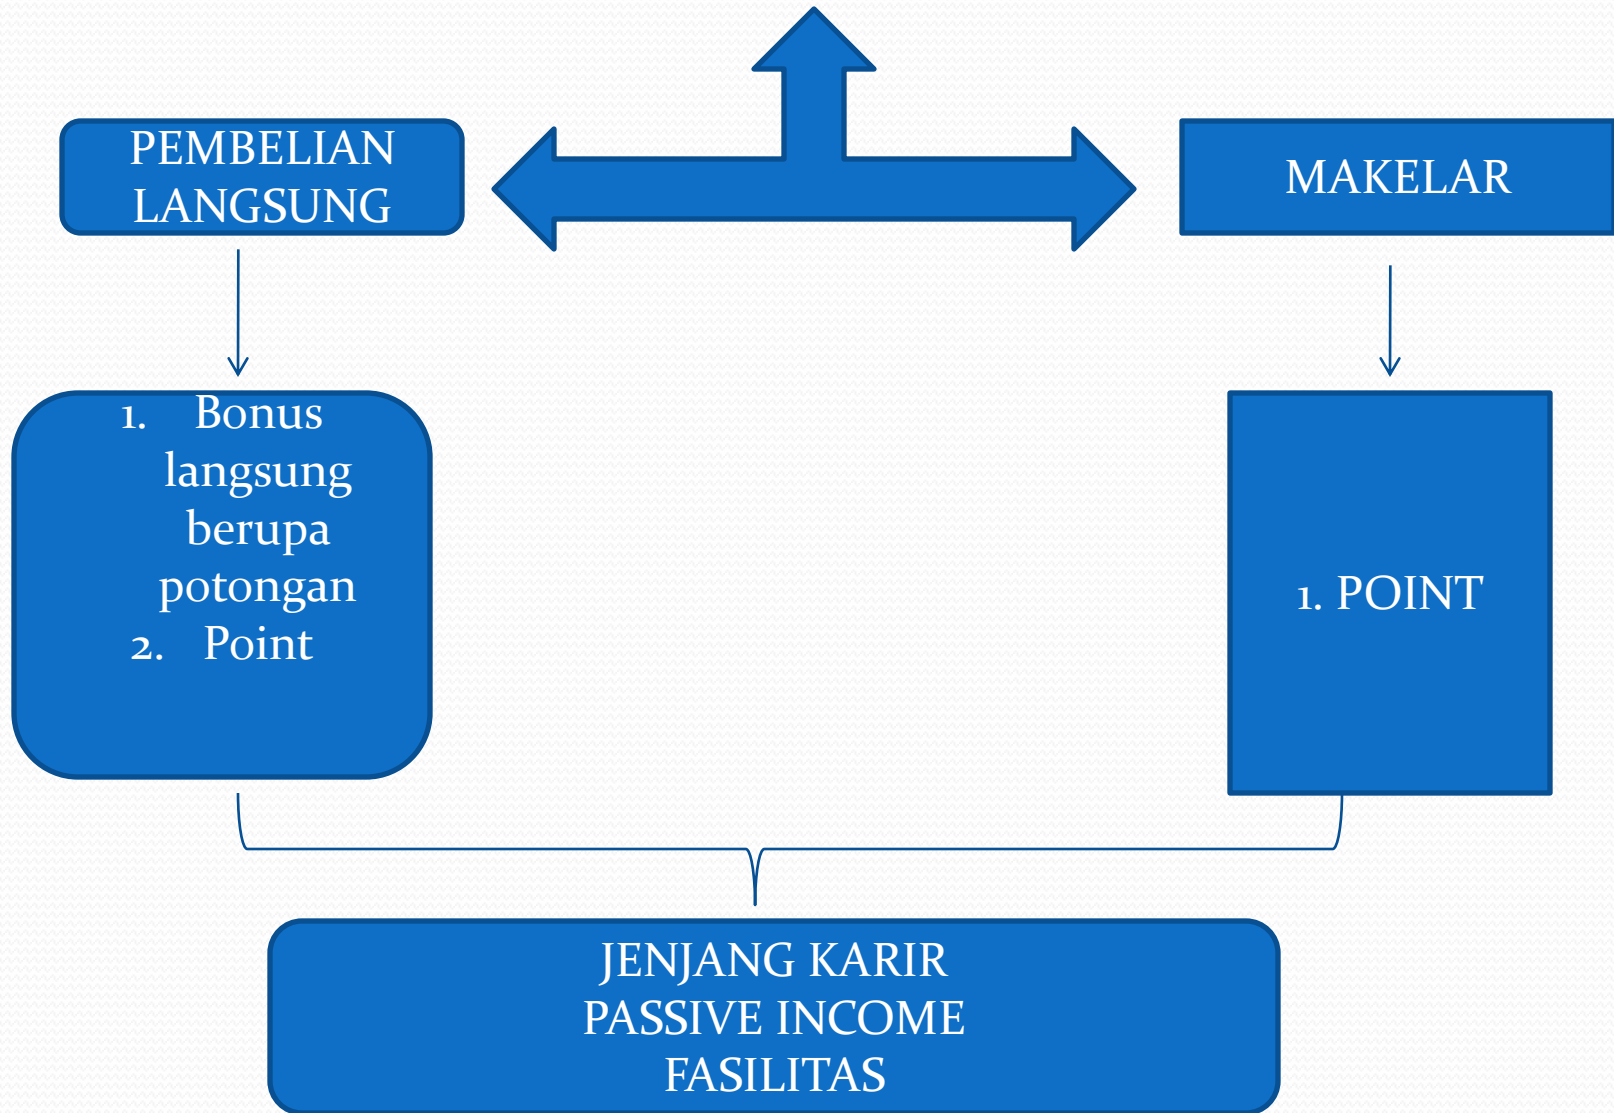 PEMBELIAN
LANGSUNG
MAKELAR
1. Bonus
langsung
berupa
potongan
2. Point
1. POINT
JENJANG KARIR
PASSIVE INCOME
FASILITAS